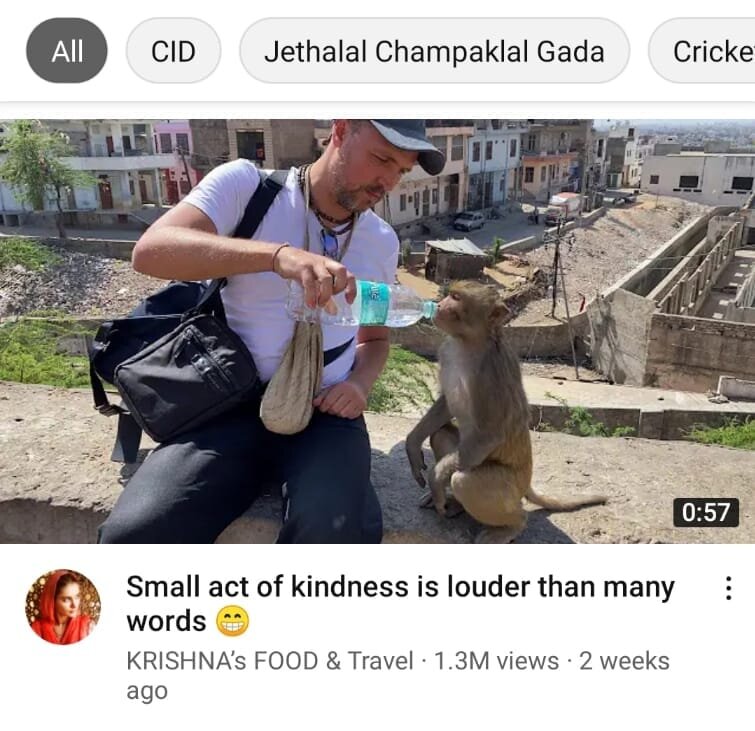 All
CID
Jethalal Champaklal Gada
Cricke
0:57
Small act of kindness is louder than many
words 😁
KRISHNA's FOOD & Travel · 1.3M views · 2 weeks
ago